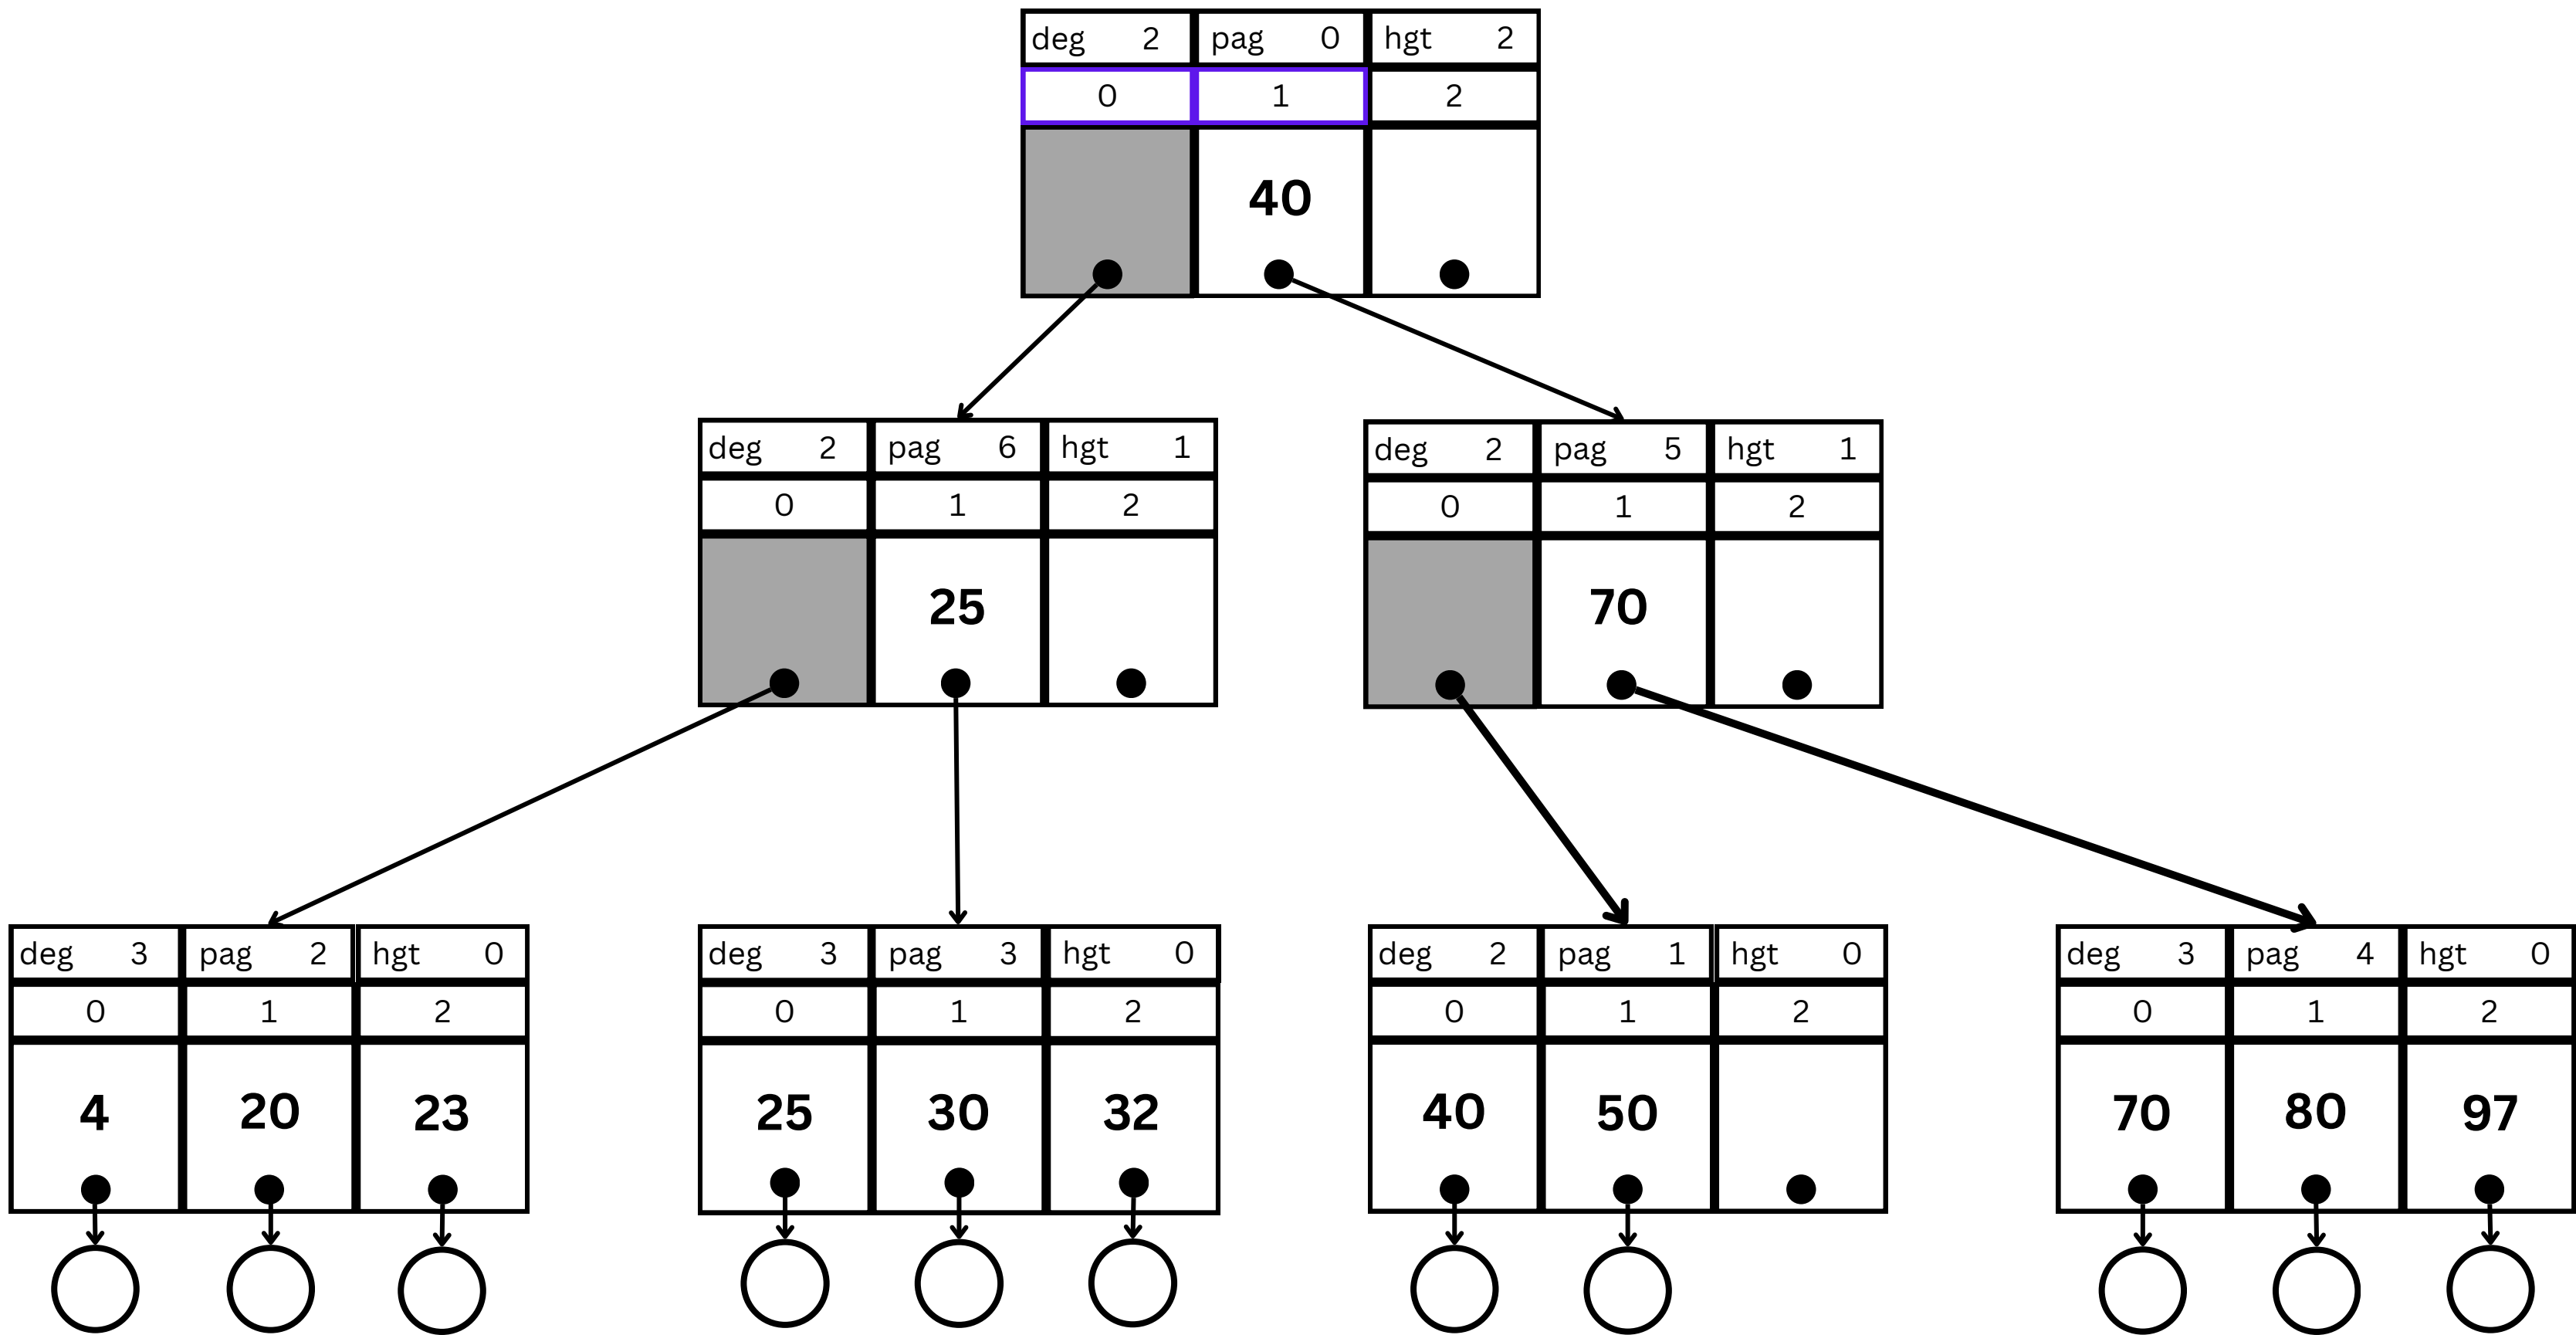 deg 2 pag 0 hgt 2
0 1 2
40
deg 2 pag 6 hgt 1
0 1 2
25
deg 2 pag 5 hgt 1
0 1 2
70
deg 3 pag 2 hgt 0
0 1 2
4 20 23
deg 3 pag 3 hgt 0
0 1 2
25 30 32
deg 2 pag 1 hgt 0
0 1 2
40 50
deg 3 pag 4 hgt 0
0 1 2
70 80 97